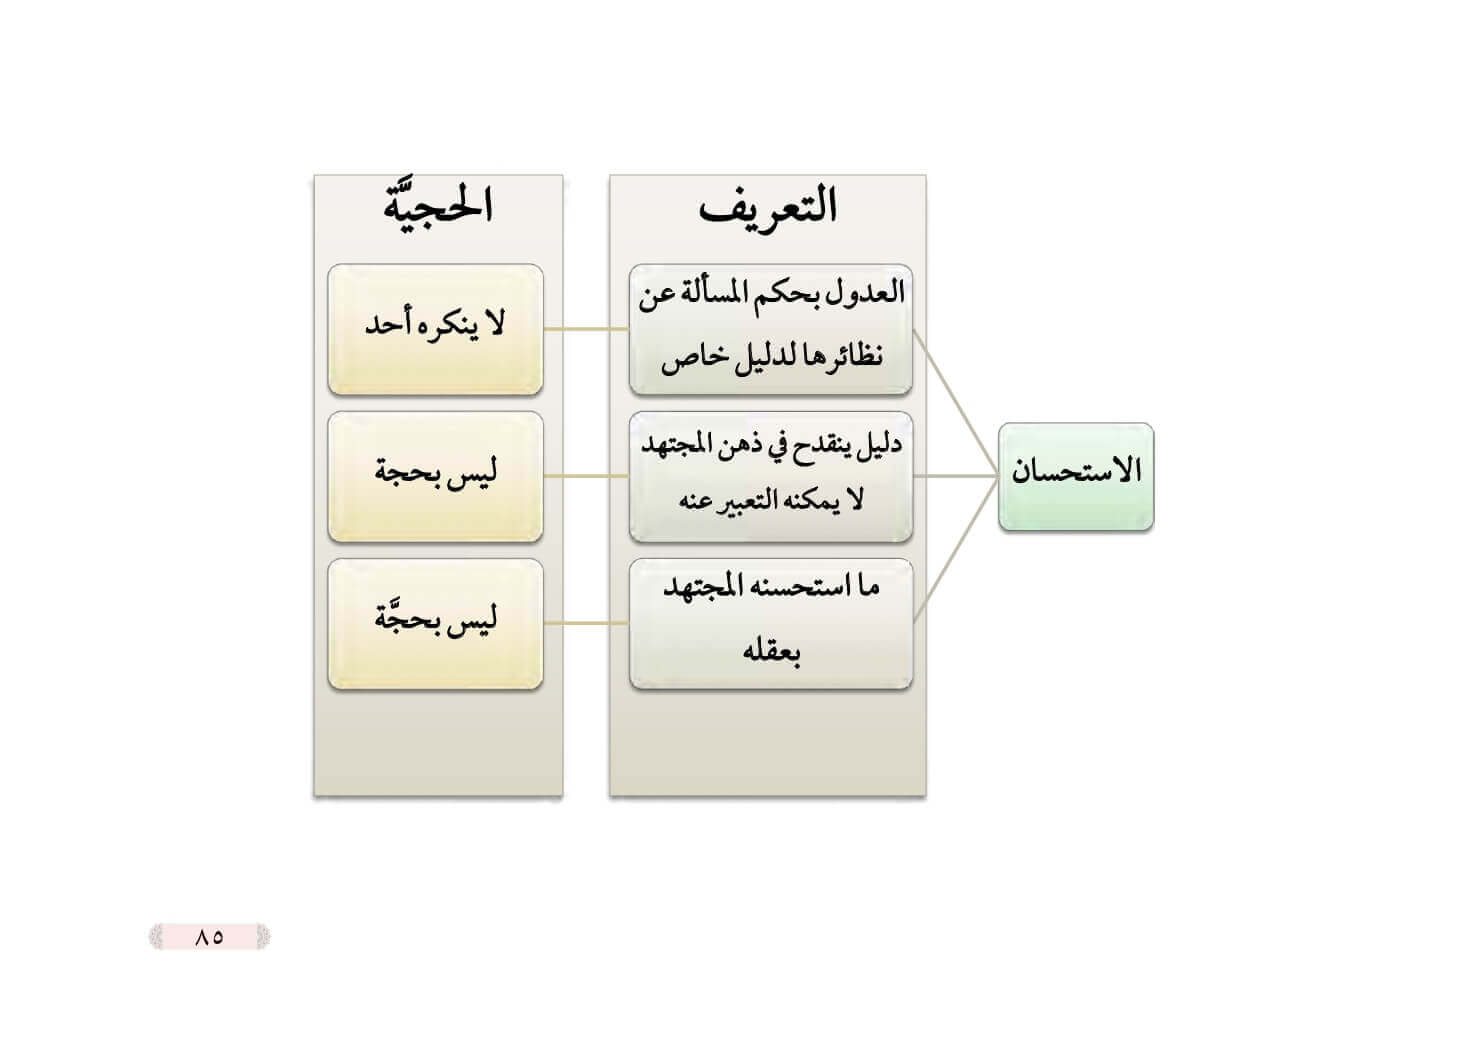 الاستحسان
التعريف
الحجيَّة
العدول بحكم المسألة عن
نظائرها لدليل خاص
لا ينكره أحد
دليل ينقدح في ذهن المجتهد
لا يمكنه التعبير عنه
ليس بحجة
ما استحسنه المجتهد
بعقله
ليس بحجَّة
٨٥